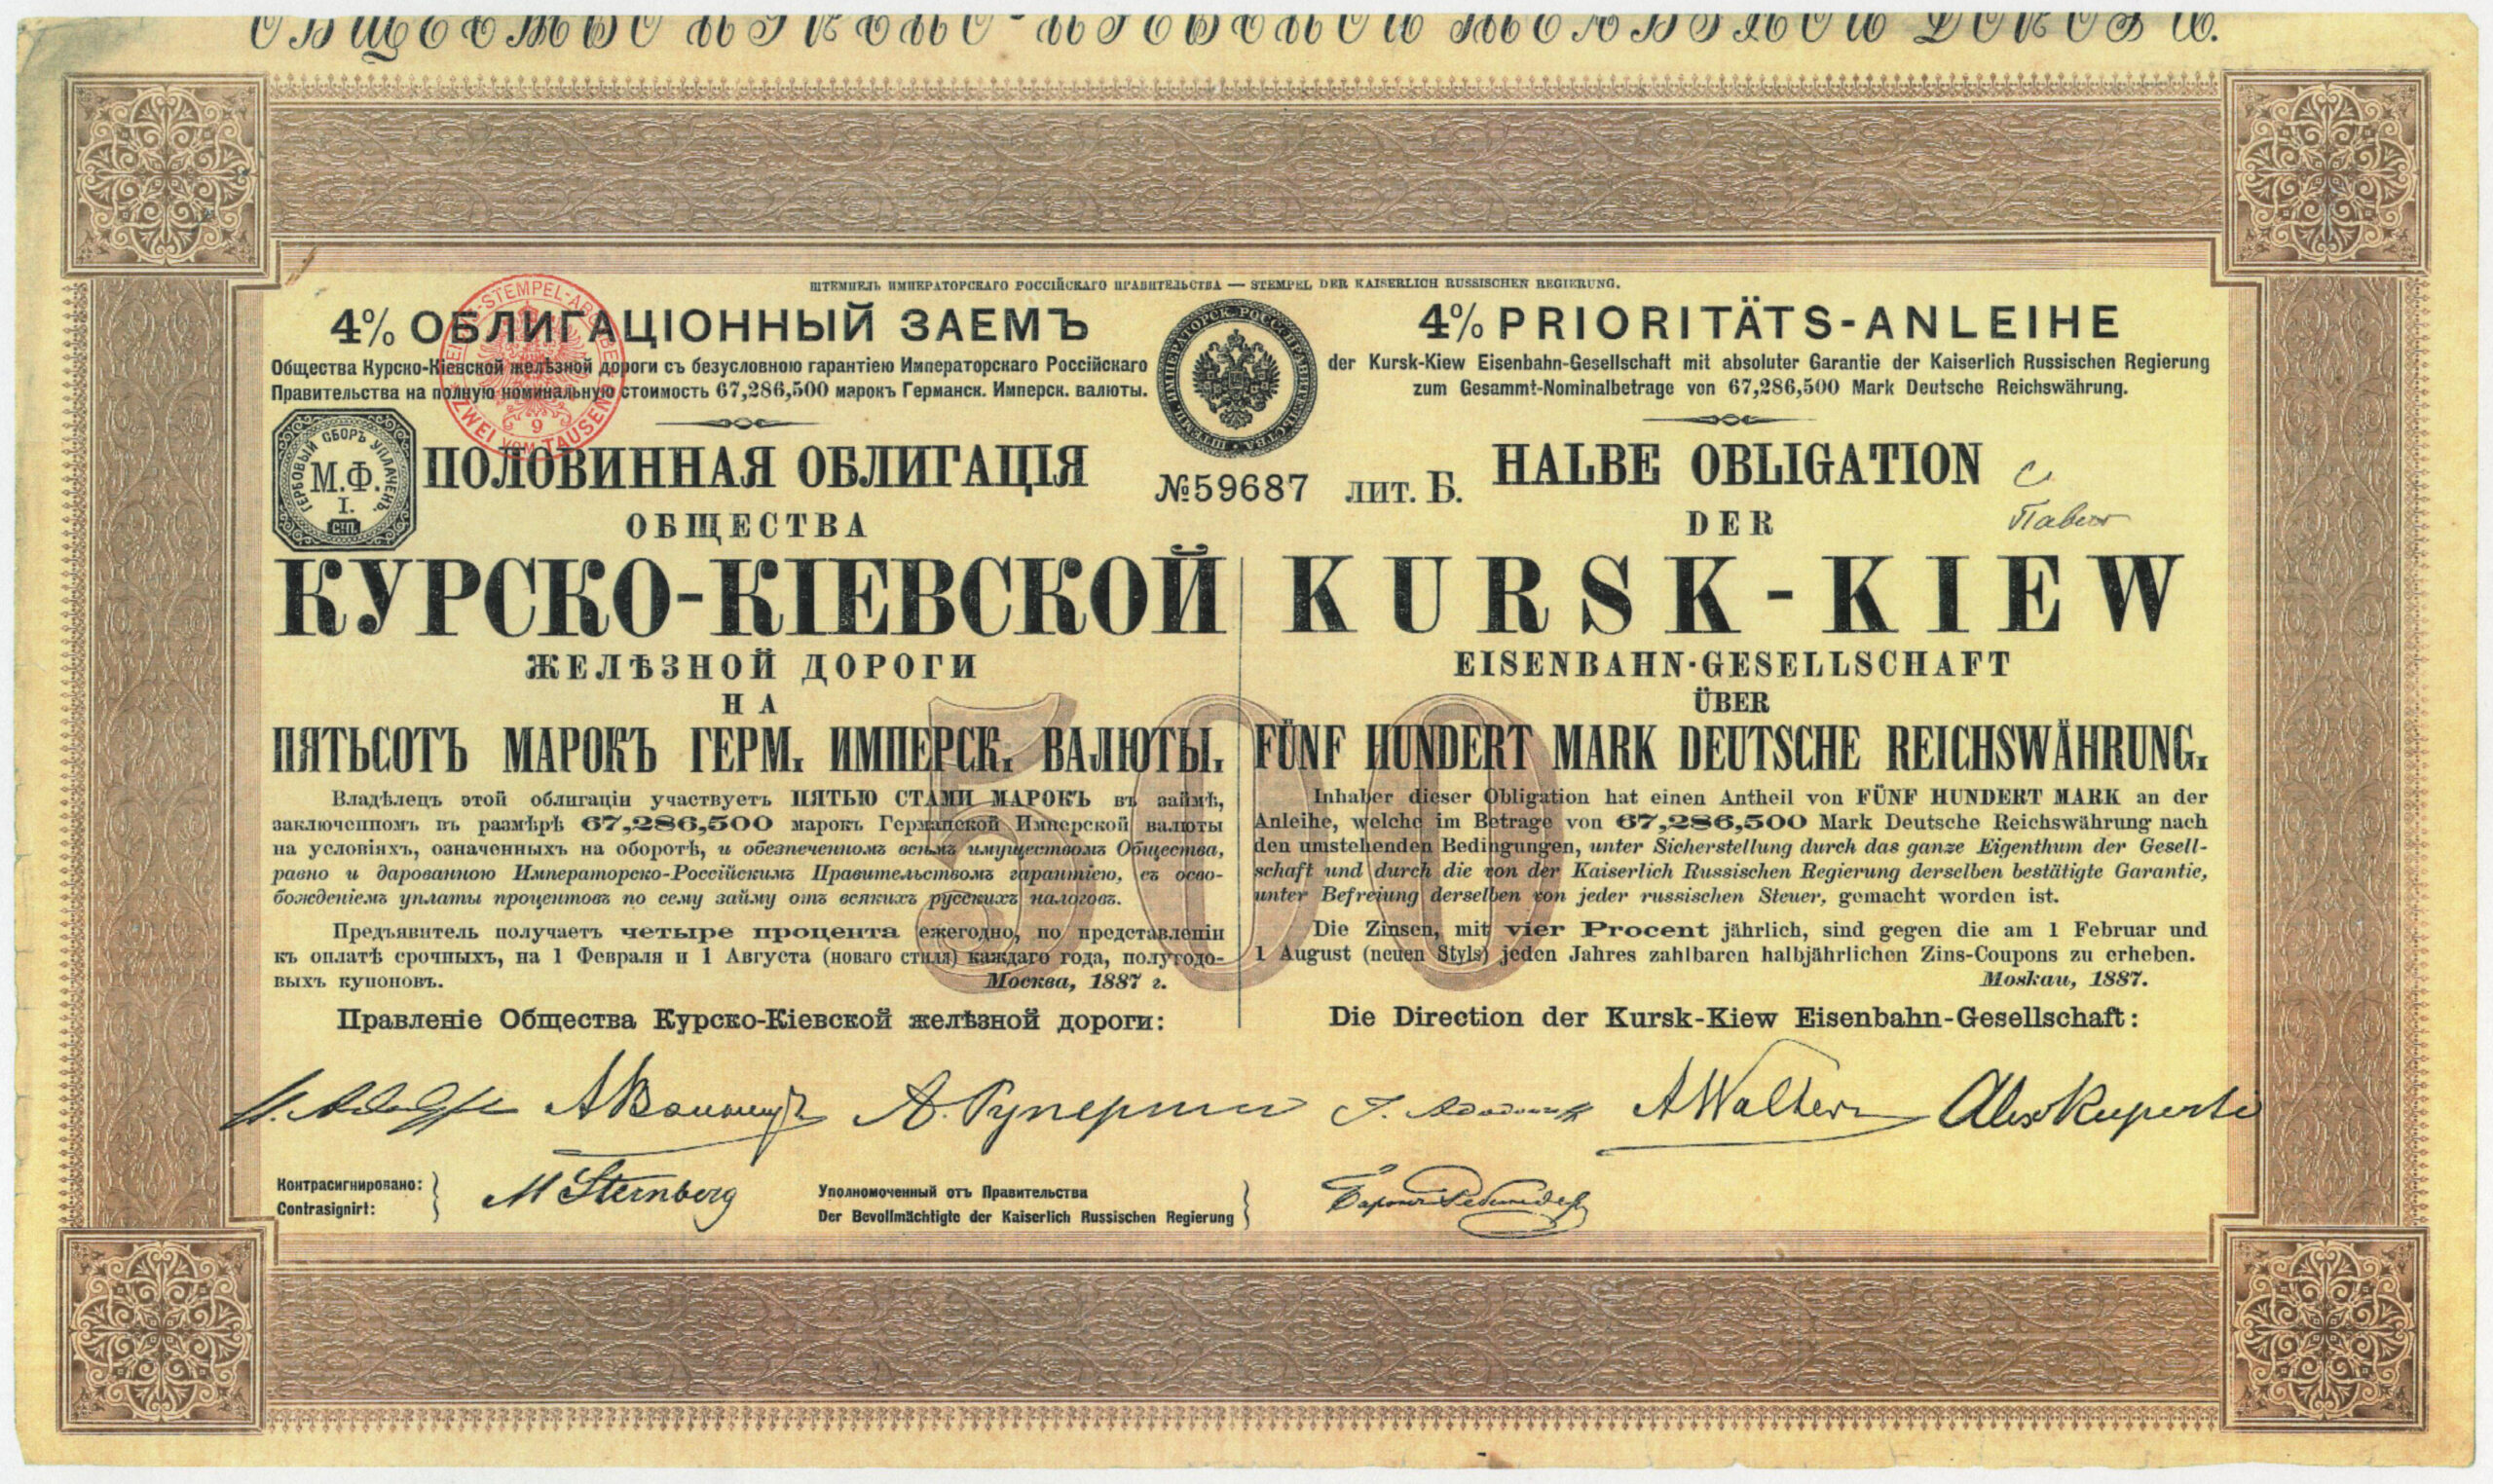 ОБЩЕСТВО КУРСКО-КІЕВСКОЙ ЖЕЛѢЗНОЙ ДОРОГИ.
ШТЕМПЕЛЬ ИМПЕРАТОРСКАГО РОССІЙСКАГО ПРАВИТЕЛЬСТВА — STEMPEL DER KAISERLICH RUSSISCHEN REGIERUNG.
4% ОБЛИГАЦІОННЫЙ ЗАЕМЪ
Общества Курско-Кіевской желѣзной дороги съ безусловною гарантіею Императорскаго Россійскаго
Правительства на полную номинальную стоимость 67,286,500 марокъ Германск. Имперск. валюты.
ZWEI VOM TAUSEND
9
ГЕРБОВЫЙ СБОРЪ УПЛАЧЕНЪ.
М.Ф.
I.
СП.
ПОЛОВИННАЯ ОБЛИГАЦІЯ
ОБЩЕСТВА
КУРСКО-КІЕВСКОЙ
ЖЕЛѢЗНОЙ ДОРОГИ
НА
ПЯТЬСОТЪ МАРОКЪ ГЕРМ. ИМПЕРСК. ВАЛЮТЫ.
Владѣлецъ этой облигаціи участвуетъ ПЯТЬЮ СТАМИ МАРОКЪ въ займѣ,
заключенномъ въ размѣрѣ 67,286,500 марокъ Германской Имперской валюты
на условіяхъ, означенныхъ на оборотѣ, и обезпеченномъ всѣмъ имуществомъ Общества,
равно и дарованною Императорско-Россійскимъ Правительствомъ гарантіею, съ осво-
божденіемъ уплаты процентовъ по сему займу отъ всякихъ русскихъ налоговъ.
Предъявитель получаетъ четыре процента ежегодно, по представленіи
къ оплатѣ срочныхъ, на 1 Февраля и 1 Августа (новаго стиля) каждаго года, полугодо-
выхъ купоновъ.
Москва, 1887 г.
Правленіе Общества Курско-Кіевской желѣзной дороги:
№59687 лит. Б.
4% PRIORITÄTS-ANLEIHE
der Kursk-Kiew Eisenbahn-Gesellschaft mit absoluter Garantie der Kaiserlich Russischen Regierung
zum Gesammt-Nominalbetrage von 67,286,500 Mark Deutsche Reichswährung.
HALBE OBLIGATION
DER
KURSK-KIEW
EISENBAHN-GESELLSCHAFT
ÜBER
FÜNF HUNDERT MARK DEUTSCHE REICHSWÄHRUNG.
Inhaber dieser Obligation hat einen Antheil von FÜNF HUNDERT MARK an der
Anleihe, welche im Betrage von 67,286,500 Mark Deutsche Reichswährung nach
den umstehenden Bedingungen, unter Sicherstellung durch das ganze Eigenthum der Gesell-
schaft und durch die von der Kaiserlich Russischen Regierung derselben bestätigte Garantie,
unter Befreiung derselben von jeder russischen Steuer, gemacht worden ist.
Die Zinsen, mit vier Procent jährlich, sind gegen die am 1 Februar und
1 August (neuen Styls) jeden Jahres zahlbaren halbjährlichen Zins-Coupons zu erheben.
Moskau, 1887.
Die Direction der Kursk-Kiew Eisenbahn-Gesellschaft:
500
А. Руперти
A Walther
Alex Ruperti
Контрасигнировано:
Contrasignirt:
M Sternberg
Уполномоченный отъ Правительства
Der Bevollmächtigte der Kaiserlich Russischen Regierung